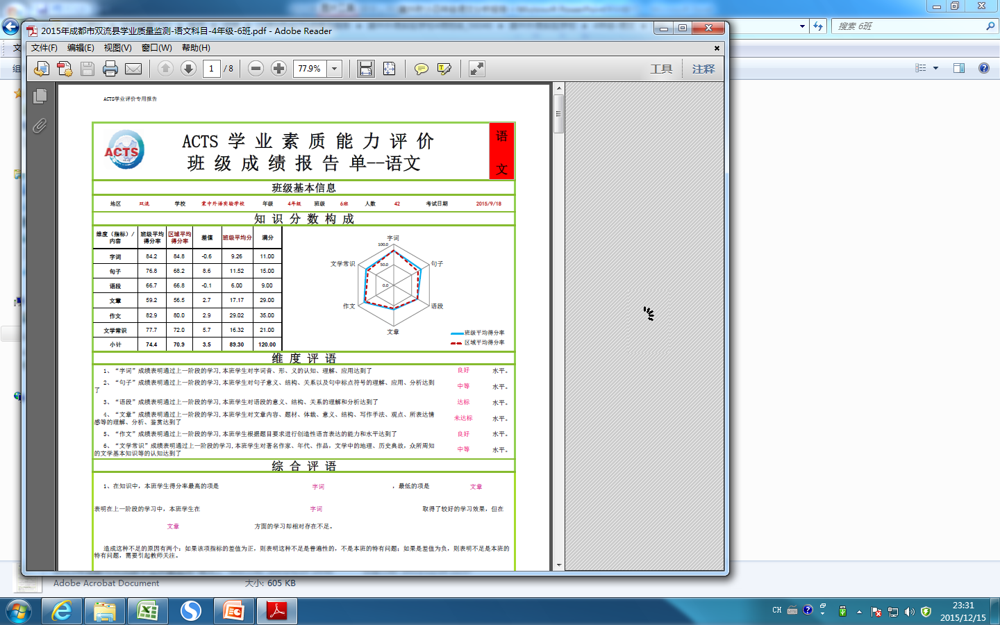 2015年成都市双流县学业质量监测-语文科目-4年级-6班.pdf - Adobe Reader
搜索 6班
文件(F) 编辑(E) 视图(V) 窗口(W) 帮助(H)
1 / 8 77.9% 工具 注释
ACTS学业评价专用报告
ACTS
ACTS 学 业 素 质 能 力 评 价
班 级 成 绩 报 告 单--语文
语
文
班级基本信息
地区 双流 学校 棠中外语实验学校 年级 4年级 班级 6班 人数 42 考试日期 2015/9/18
知 识 分 数 构 成
维度（指标）/内容 班级平均得分率 区域平均得分率 差值 班级平均分 满分
字词 84.2 84.8 -0.6 9.26 11.00
句子 76.8 68.2 8.6 11.52 15.00
语段 66.7 66.8 -0.1 6.00 9.00
文章 59.2 56.5 2.7 17.17 29.00
作文 82.9 80.0 2.9 29.02 35.00
文学常识 77.7 72.0 5.7 16.32 21.00
小计 74.4 70.9 3.5 89.30 120.00
字词
100.0
文学常识 50.0 句子
0.0
作文 语段
文章
班级平均得分率
区域平均得分率
维 度 评 语
1、“字词”成绩表明通过上一阶段的学习,本班学生对字词音、形、义的认知、理解、应用达到了 良好 水平。
2、“句子”成绩表明通过上一阶段的学习,本班学生对句子意义、结构、关系以及句中标点符号的理解、应用、分析达到
了 中等 水平。
3、“语段”成绩表明通过上一阶段的学习,本班学生对语段的意义、结构、关系的理解和分析达到了 达标 水平。
4、“文章”成绩表明通过上一阶段的学习,本班学生对文章内容、题材、体裁、意义、结构、写作手法、观点、所表达情
感等的理解、分析、鉴赏达到了 未达标 水平。
5、“作文”成绩表明通过上一阶段的学习,本班学生根据题目要求进行创造性语言表达的能力和水平达到了 良好 水平。
6、“文学常识”成绩表明通过上一阶段的学习,本班学生对著名作家、年代、作品，文学中的地理、历史典故，众所周知
的文学基本知识等的认知达到了 中等 水平。
综 合 评 语
1、在知识中，本班学生得分率最高的项是 字词 ，最低的项是 文章
表明在上一阶段的学习中，本班学生在 字词 取得了较好的学习效果，但在
文章 方面的学习却相对存在不足。
造成这种不足的原因有两个：如果该项指标的差值为正，则表明这种不足是普遍性的，不是本班的特有问题；如果是差值为负，则表明不足是本班的
特有问题，需要引起教师关注。
Adobe Acrobat Document 大小: 605 KB
CH 23:31
2015/12/15